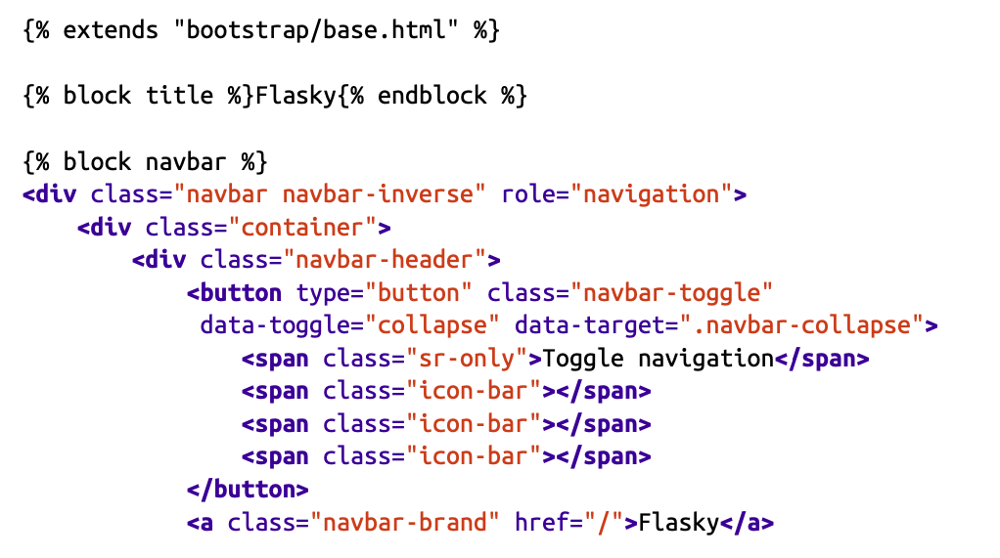 {% extends "bootstrap/base.html" %}

{% block title %}Flasky{% endblock %}

{% block navbar %}
<div class="navbar navbar-inverse" role="navigation">
    <div class="container">
        <div class="navbar-header">
            <button type="button" class="navbar-toggle"
             data-toggle="collapse" data-target=".navbar-collapse">
                <span class="sr-only">Toggle navigation</span>
                <span class="icon-bar"></span>
                <span class="icon-bar"></span>
                <span class="icon-bar"></span>
            </button>
            <a class="navbar-brand" href="/">Flasky</a>